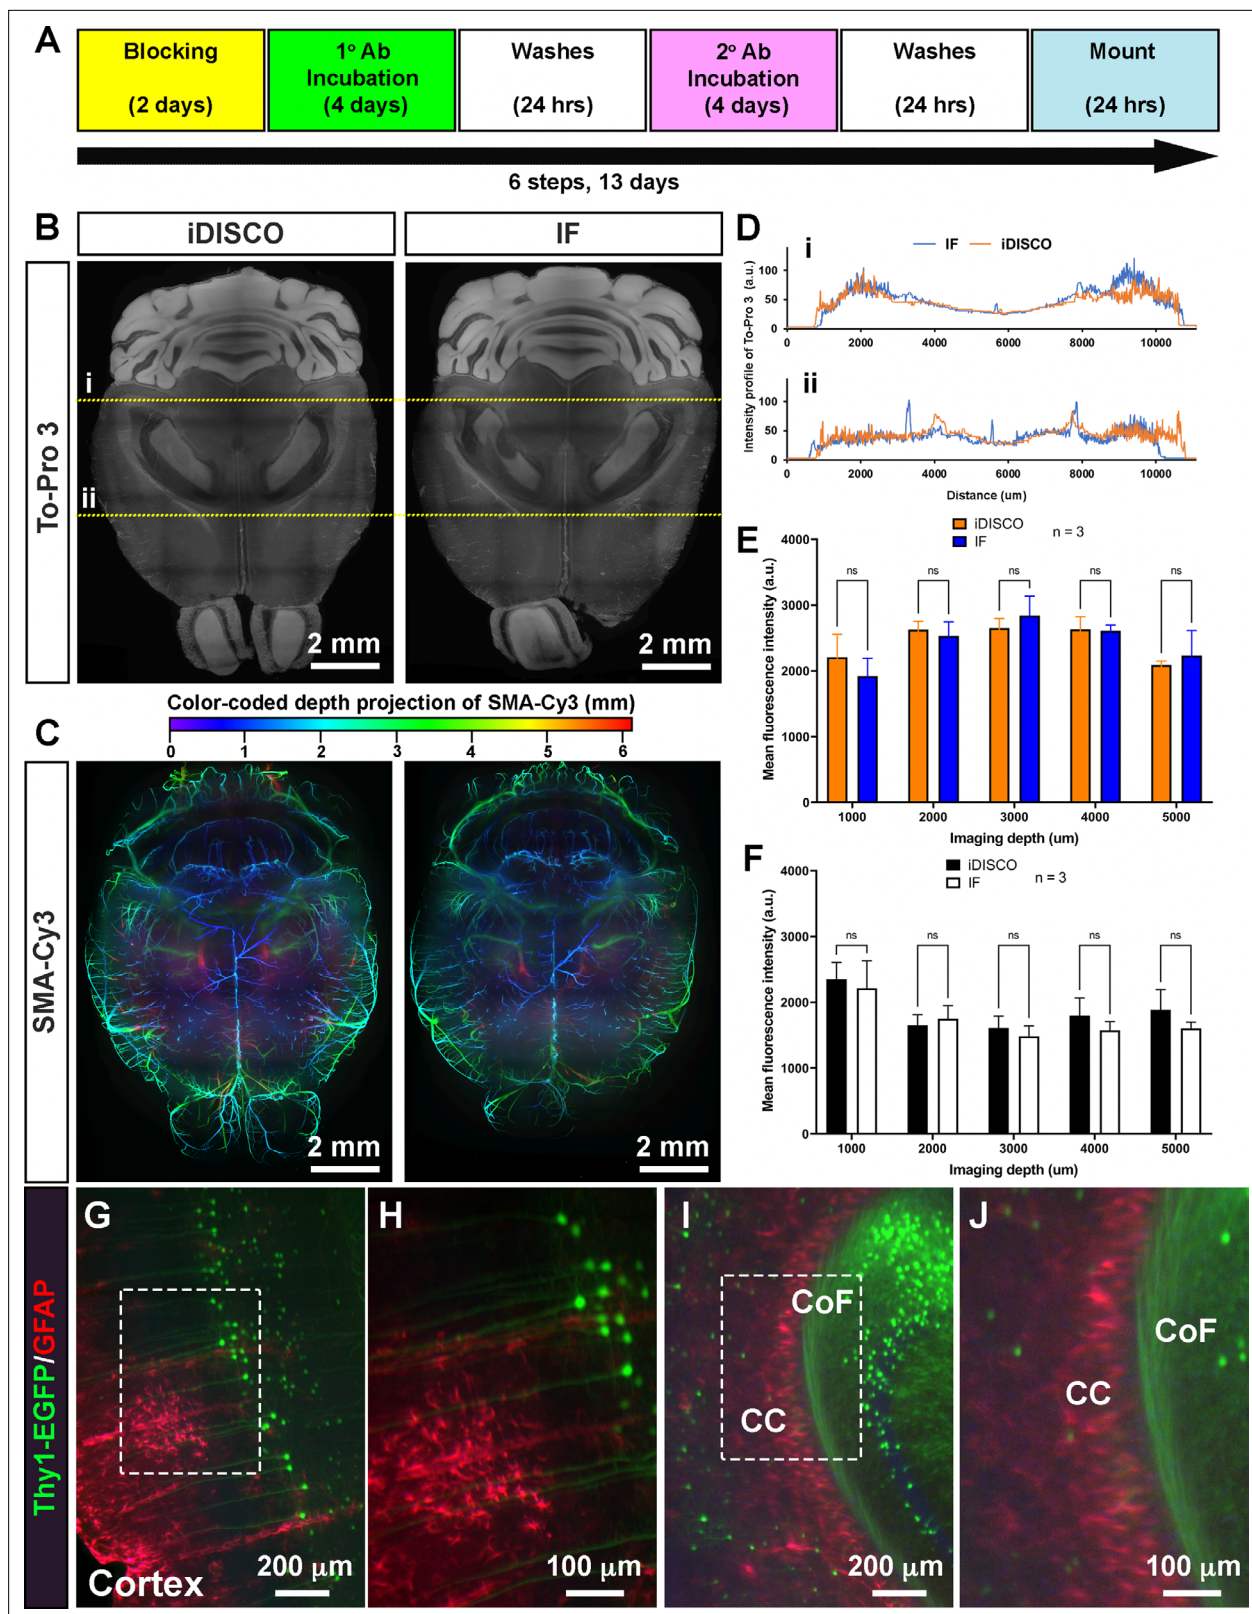 A
Blocking
(2 days)
1° Ab
Incubation
(4 days)
Washes
(24 hrs)
2° Ab
Incubation
(4 days)
Washes
(24 hrs)
Mount
(24 hrs)
6 steps, 13 days
B
iDISCO
IF
To-Pro 3
i
ii
2 mm
2 mm
D
i
IF
iDISCO
Intensity profile of To-Pro 3 (a.u.)
100
50
0
0 2000 4000 6000 8000 10000
ii
100
50
0
0 2000 4000 6000 8000 10000
Distance (um)
E
iDISCO
IF
n = 3
Mean fluorescence intensity (a.u.)
4000
3000
2000
1000
0
ns ns ns ns ns
1000 2000 3000 4000 5000
Imaging depth (um)
C
Color-coded depth projection of SMA-Cy3 (mm)
0 1 2 3 4 5 6
SMA-Cy3
2 mm
2 mm
F
iDISCO
IF
n = 3
Mean fluorescence intensity (a.u.)
4000
3000
2000
1000
0
ns ns ns ns ns
1000 2000 3000 4000 5000
Imaging depth (um)
Thy1-EGFP/GFAP
G
Cortex
200 μm
H
100 μm
I
CoF
CC
200 μm
J
CoF
CC
100 μm